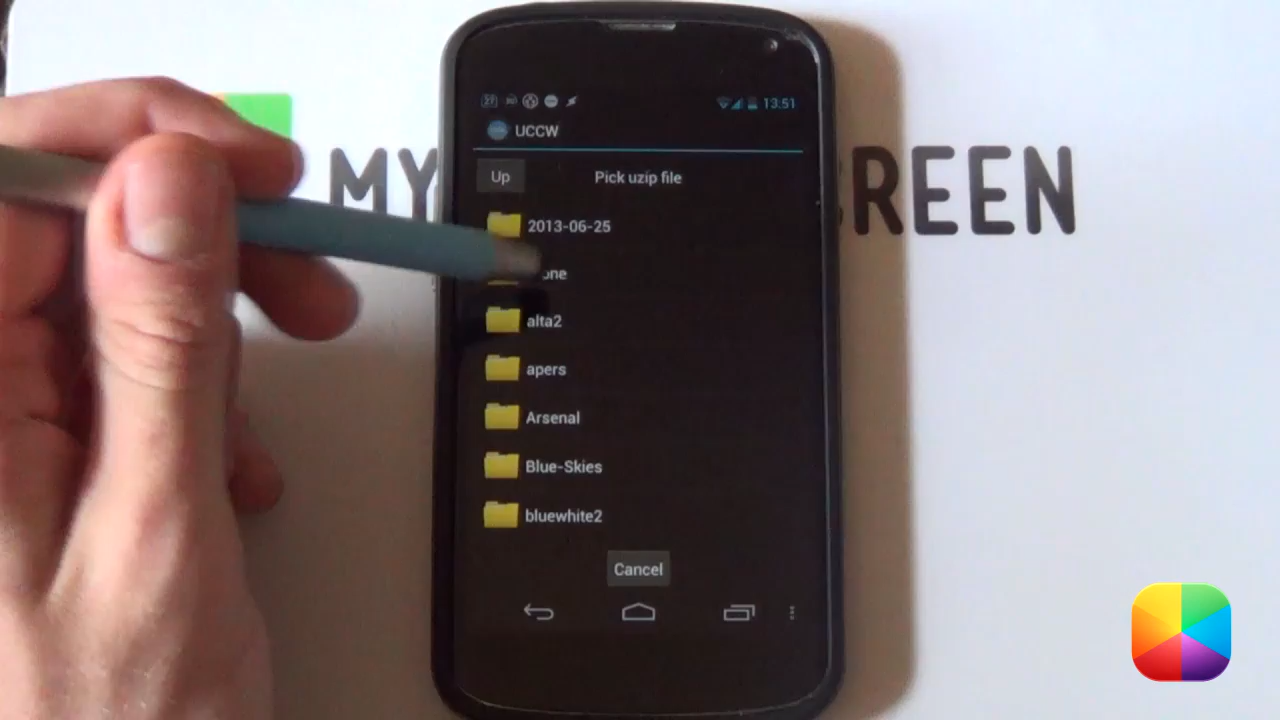 27 13:51
UCCW
Up Pick uzip file
MY REEN
2013-06-25
one
alta2
apers
Arsenal
Blue-Skies
bluewhite2
Cancel